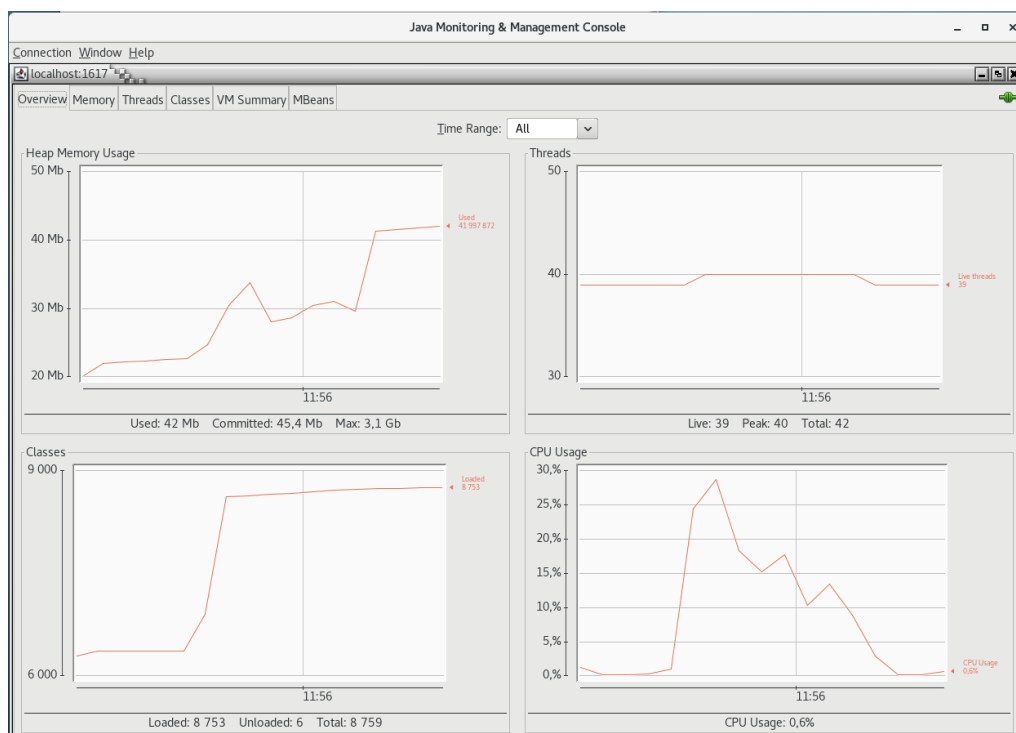 Java Monitoring & Management Console
Connection Window Help
localhost:1617
Overview Memory Threads Classes VM Summary MBeans
Time Range: All
Heap Memory Usage
50 Mb
40 Mb
30 Mb
20 Mb
Used
41 997 872
11:56
Used: 42 Mb Committed: 45,4 Mb Max: 3,1 Gb
Threads
50
40
30
Live threads
39
11:56
Live: 39 Peak: 40 Total: 42
Classes
9 000
6 000
Loaded
8 753
11:56
Loaded: 8 753 Unloaded: 6 Total: 8 759
CPU Usage
30,%
25,%
20,%
15,%
10,%
5,%
0,%
CPU Usage
0,6%
11:56
CPU Usage: 0,6%